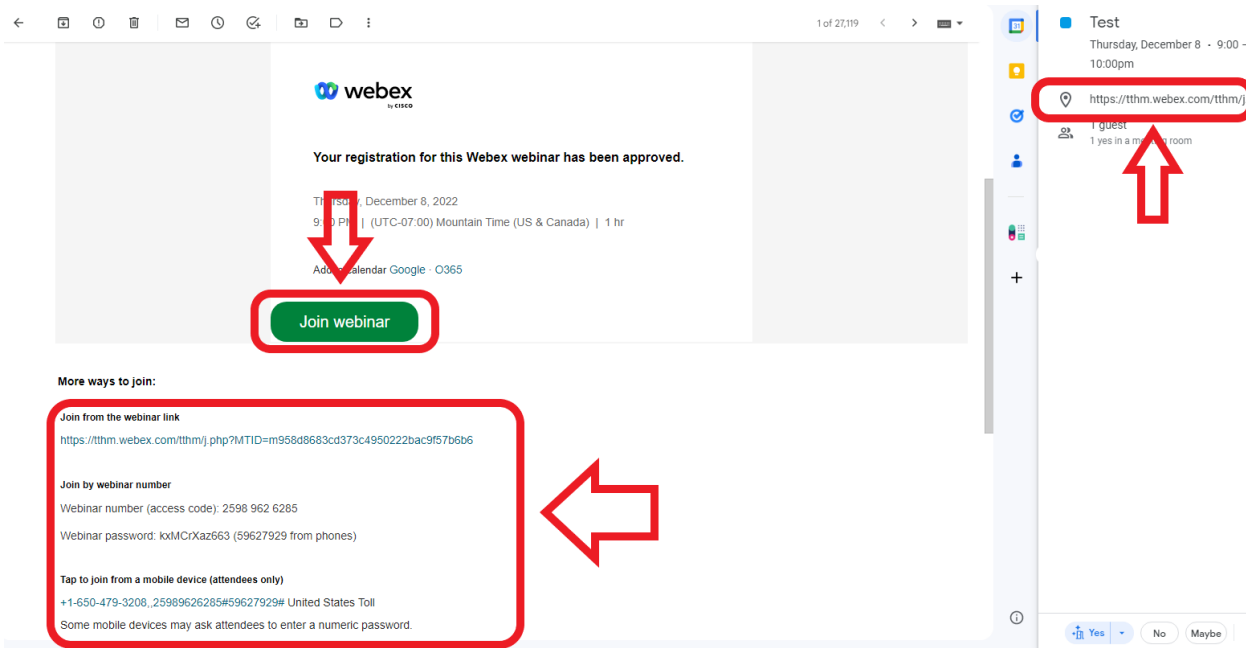 1 of 27,119
webex
by CISCO
Your registration for this Webex webinar has been approved.
December 8, 2022
PM | (UTC-07:00) Mountain Time (US & Canada) | 1 hr
Calendar Google · O365
Join webinar
More ways to join:
Join from the webinar link
https://tthm.webex.com/tthm/j.php?MTID=m958d8683cd373c4950222bac9f57b6b6
Join by webinar number
Webinar number (access code): 2598 962 6285
Webinar password: kxMCrXaz663 (59627929 from phones)
Tap to join from a mobile device (attendees only)
+1-650-479-3208,,25989626285#59627929# United States Toll
Some mobile devices may ask attendees to enter a numeric password.
31
Test
Thursday, December 8 · 9:00 –
10:00pm
https://tthm.webex.com/tthm/j
1 guest
1 yes in a room
Yes
No
Maybe